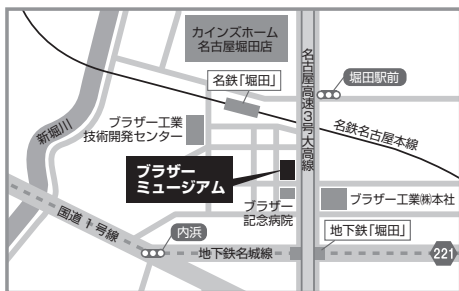 カインズホーム
名古屋堀田店
名鉄「堀田」
名古屋高速3号大高線
堀田駅前
名鉄名古屋本線
新堀川
ブラザー工業
技術開発センター
ブラザー
ミュージアム
ブラザー
記念病院
ブラザー工業㈱本社
国道1号線
内浜
地下鉄名城線
地下鉄「堀田」
221